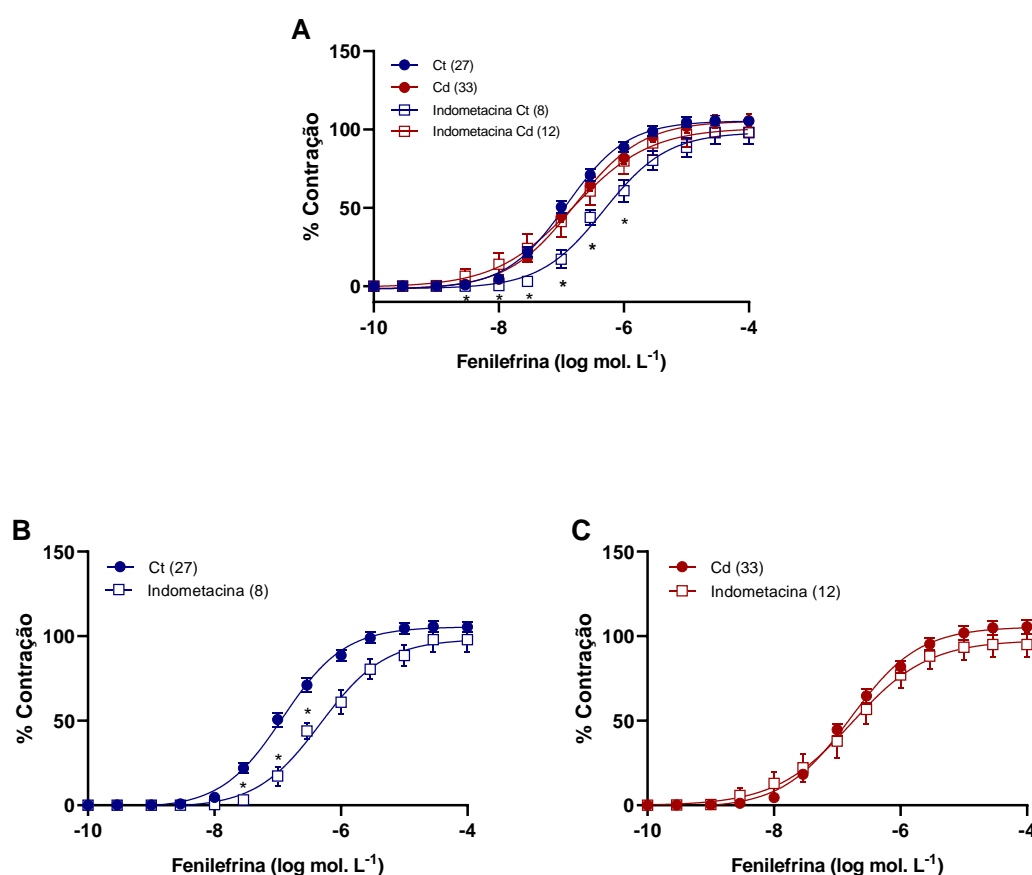 A
150
100
50
0
% Contração
Ct (27)
Cd (33)
Indometacina Ct (8)
Indometacina Cd (12)
* * * * * *
-10 -8 -6 -4
Fenilefrina (log mol. L⁻¹)
B
150
100
50
0
% Contração
Ct (27)
Indometacina (8)
* * *
-10 -8 -6 -4
Fenilefrina (log mol. L⁻¹)
C
150
100
50
0
% Contração
Cd (33)
Indometacina (12)
-10 -8 -6 -4
Fenilefrina (log mol. L⁻¹)